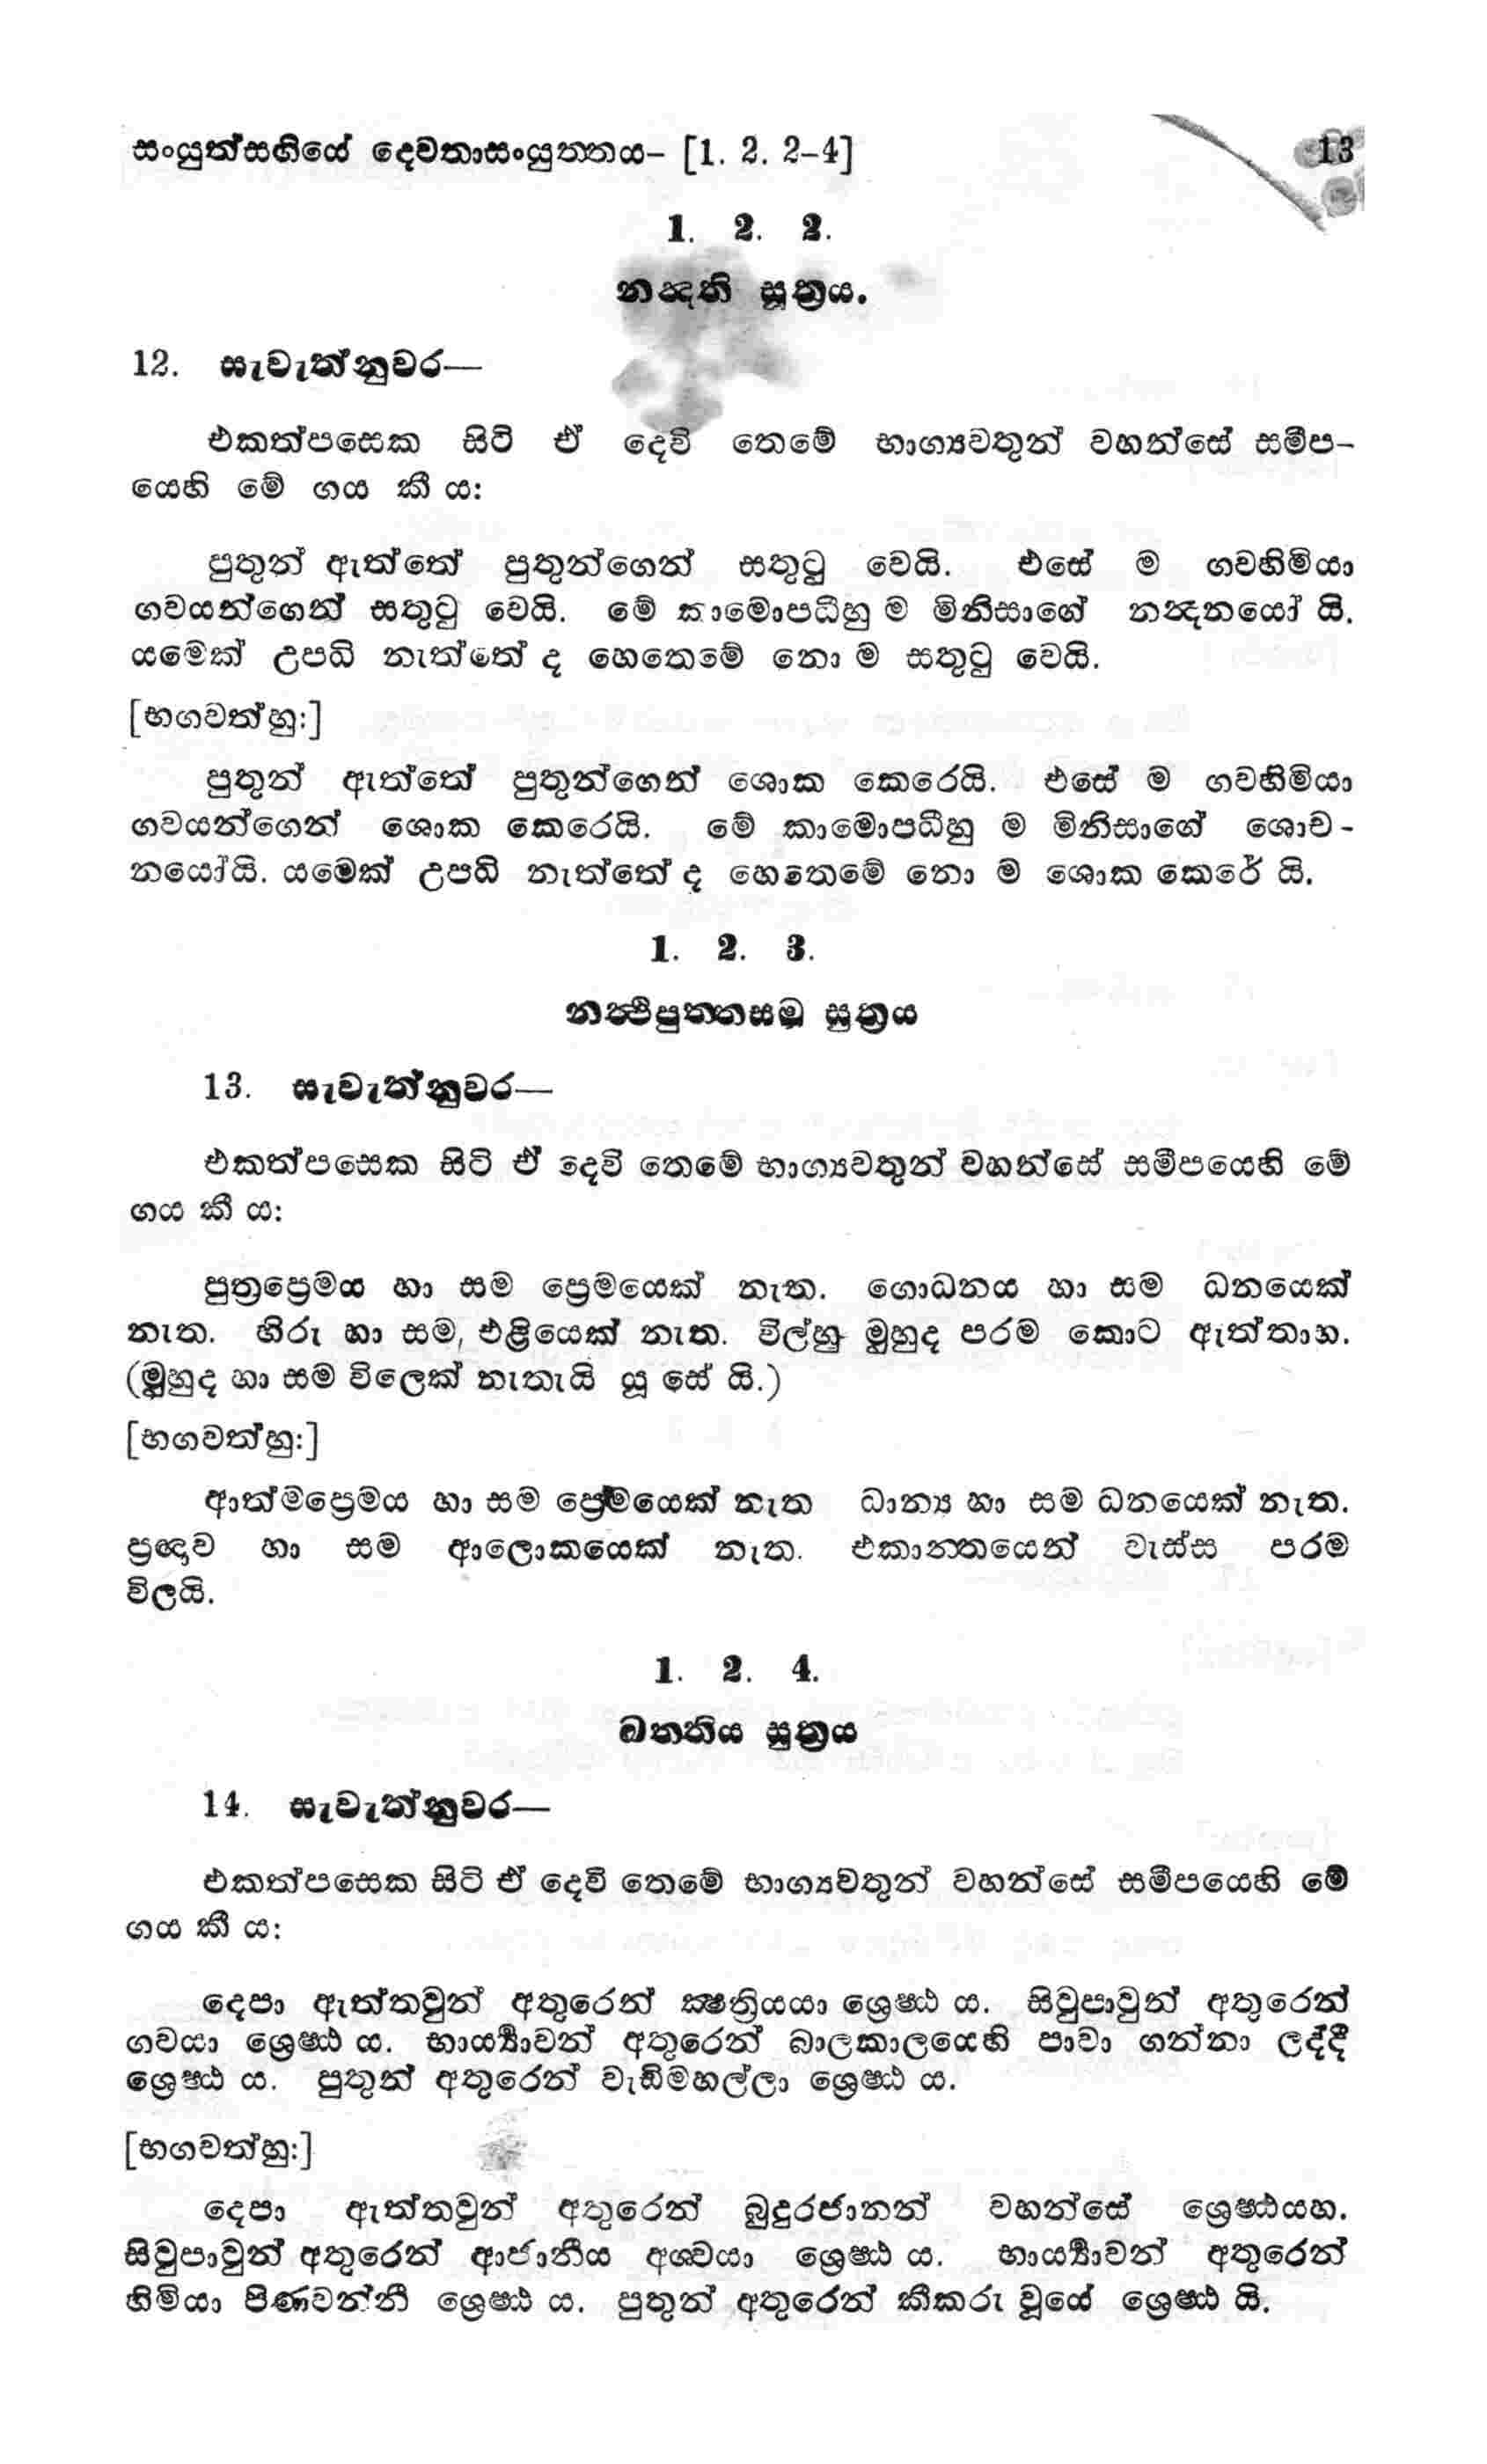 සංයුත්සඟියේ දෙවතාසංයුත්තය- [1. 2. 2-4] 13
1. 2. 2.
නන්‍දති සූත්‍රය.
12. සැවැත්නුවර—
එකත්පසෙක සිටි ඒ දෙවි තෙමේ භාග්‍යවතුන් වහන්සේ සමීප-
යෙහි මේ ගය කී ය:
පුතුන් ඇත්තේ පුතුන්ගෙන් සතුටු වෙයි. එසේ ම ගවහිමියා
ගවයන්ගෙන් සතුටු වෙයි. මේ කාමොපධීහු ම මිනිසාගේ නන්‍දනයෝ යි.
යමෙක් උපධි නැත්තේ ද හෙතෙමේ නො ම සතුටු වෙයි.
[භගවත්හු:]
පුතුන් ඇත්තේ පුතුන්ගෙන් ශොක කෙරෙයි. එසේ ම ගවහිමියා
ගවයන්ගෙන් ශොක කෙරෙයි. මේ කාමොපධීහු ම මිනිසාගේ ශොච-
නයෝයි. යමෙක් උපධි නැත්තේ ද හෙතෙමේ නො ම ශොක කෙරේ යි.
1. 2. 3.
නත්‍ථිපුත්තසම සුත්‍රය
13. සැවැත්නුවර—
එකත්පසෙක සිටි ඒ දෙවි තෙමේ භාග්‍යවතුන් වහන්සේ සමීපයෙහි මේ
ගය කී ය:
පුත්‍රප්‍රෙමය හා සම ප්‍රෙමයෙක් නැත. ගොධනය හා සම ධනයෙක්
නැත. හිරු හා සම, එළියෙක් නැත. විල්හු මුහුද පරම කොට ඇත්තාහ.
(මුහුද හා සම විලෙක් නැතැයි යූ සේ යි.)
[භගවත්හු:]
ආත්මප්‍රෙමය හා සම ප්‍රේමයෙක් නැත ධාන්‍ය හා සම ධනයෙක් නැත.
ප්‍රඥාව හා සම ආලොකයෙක් නැත. එකාන්තයෙන් වැස්ස පරම
විලයි.
1. 2. 4.
ඛත්තිය සුත්‍රය
14. සැවැත්නුවර—
එකත්පසෙක සිටි ඒ දෙවි තෙමේ භාග්‍යවතුන් වහන්සේ සමීපයෙහි මේ
ගය කී ය:
දෙපා ඇත්තවුන් අතුරෙන් ක්‍ෂත්‍රියයා ශ්‍රෙෂ්ඨ ය. සිවුපාවුන් අතුරෙන්
ගවයා ශ්‍රෙෂ්ඨ ය. භාර්‍ය්‍යාවන් අතුරෙන් බාලකාලයෙහි පාවා ගන්නා ලද්දී
ශ්‍රෙෂ්ඨ ය. පුතුන් අතුරෙන් වැඩිමහල්ලා ශ්‍රෙෂ්ඨ ය.
[භගවත්හු:]
දෙපා ඇත්තවුන් අතුරෙන් බුදුරජානන් වහන්සේ ශ්‍රෙෂ්ඨයහ.
සිවුපාවුන් අතුරෙන් ආජානීය අශ්වයා ශ්‍රෙෂ්ඨ ය. භාර්‍ය්‍යාවන් අතුරෙන්
හිමියා පිණවන්නී ශ්‍රෙෂ්ඨ ය. පුතුන් අතුරෙන් කීකරු වූයේ ශ්‍රෙෂ්ඨ යි.